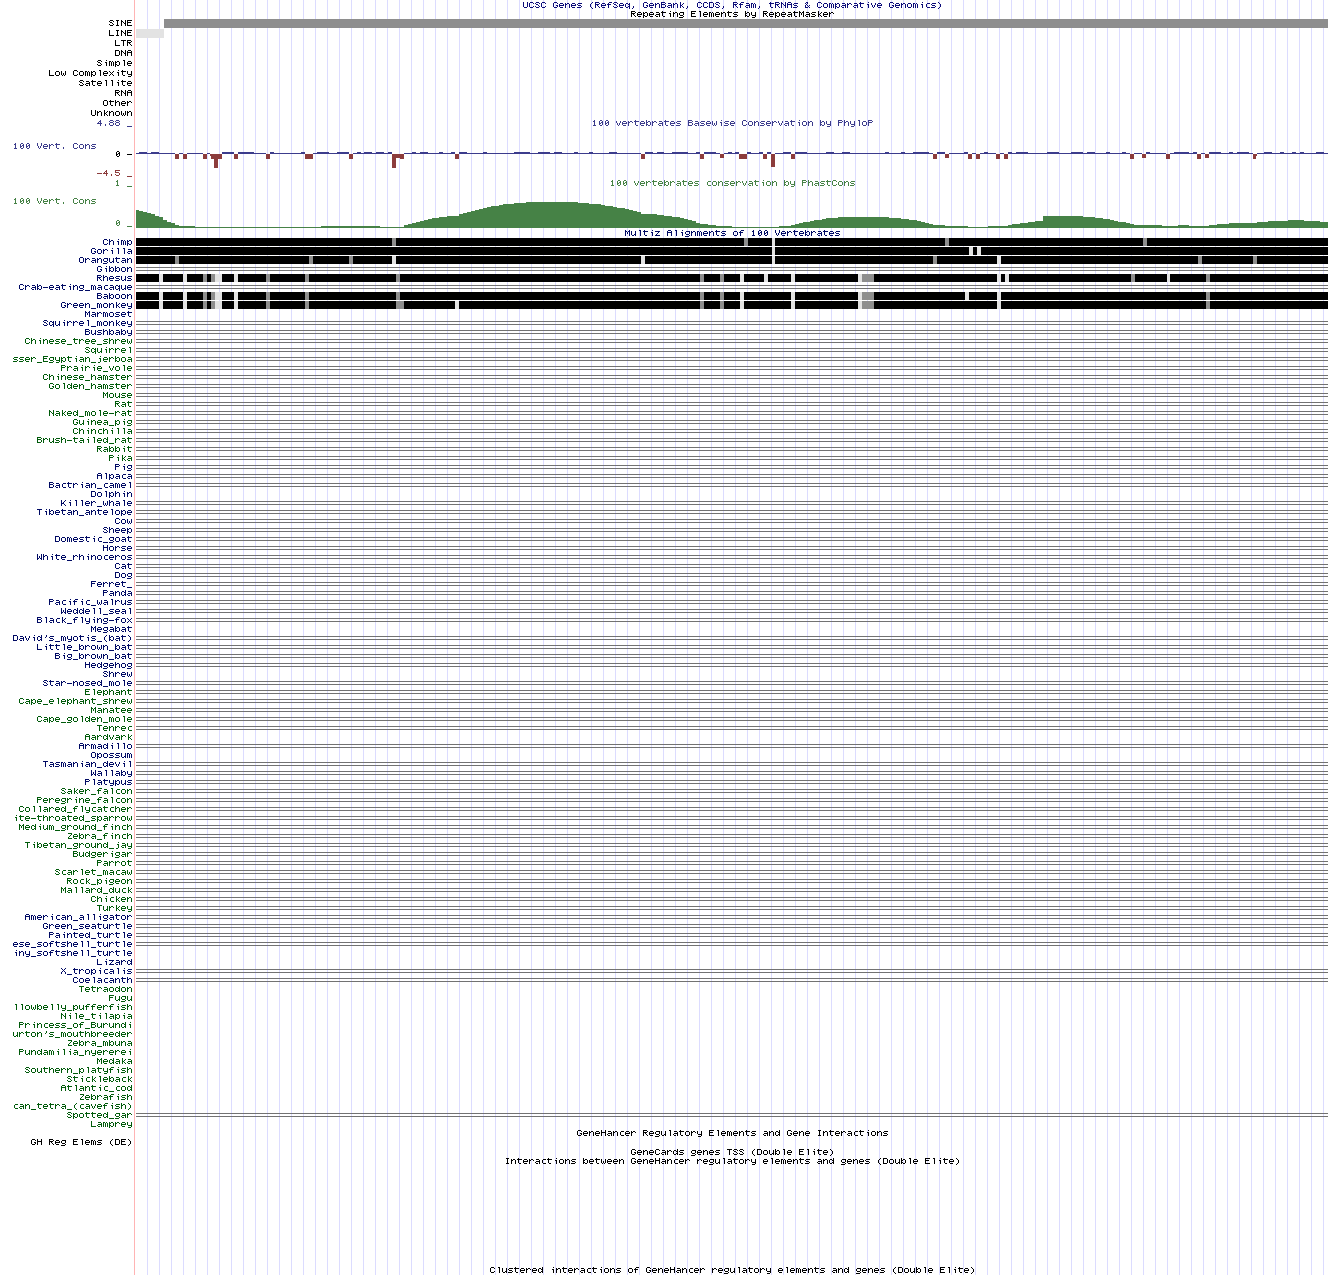 UCSC Genes (RefSeq, GenBank, CCDS, Rfam, tRNAs & Comparative Genomics)
Repeating Elements by RepeatMasker
SINE
LINE
LTR
DNA
Simple
Low Complexity
Satellite
RNA
Other
Unknown
4.88 _
100 vertebrates Basewise Conservation by PhyloP
100 Vert. Cons
0 _
-4.5 _
1 _
100 vertebrates conservation by PhastCons
100 Vert. Cons
0 _
Multiz Alignments of 100 Vertebrates
Chimp
Gorilla
Orangutan
Gibbon
Rhesus
Crab-eating_macaque
Baboon
Green_monkey
Marmoset
Squirrel_monkey
Bushbaby
Chinese_tree_shrew
Squirrel
sser_Egyptian_jerboa
Prairie_vole
Chinese_hamster
Golden_hamster
Mouse
Rat
Naked_mole-rat
Guinea_pig
Chinchilla
Brush-tailed_rat
Rabbit
Pika
Pig
Alpaca
Bactrian_camel
Dolphin
Killer_whale
Tibetan_antelope
Cow
Sheep
Domestic_goat
Horse
White_rhinoceros
Cat
Dog
Ferret_
Panda
Pacific_walrus
Weddell_seal
Black_flying-fox
Megabat
David's_myotis_(bat)
Little_brown_bat
Big_brown_bat
Hedgehog
Shrew
Star-nosed_mole
Elephant
Cape_elephant_shrew
Manatee
Cape_golden_mole
Tenrec
Aardvark
Armadillo
Opossum
Tasmanian_devil
Wallaby
Platypus
Saker_falcon
Peregrine_falcon
Collared_flycatcher
ite-throated_sparrow
Medium_ground_finch
Zebra_finch
Tibetan_ground_jay
Budgerigar
Parrot
Scarlet_macaw
Rock_pigeon
Mallard_duck
Chicken
Turkey
American_alligator
Green_seaturtle
Painted_turtle
ese_softshell_turtle
iny_softshell_turtle
Lizard
X_tropicalis
Coelacanth
Tetraodon
Fugu
llowbelly_pufferfish
Nile_tilapia
Princess_of_Burundi
urton's_mouthbreeder
Zebra_mbuna
Pundamilia_nyererei
Medaka
Southern_platyfish
Stickleback
Atlantic_cod
Zebrafish
can_tetra_(cavefish)
Spotted_gar
Lamprey
GeneHancer Regulatory Elements and Gene Interactions
GH Reg Elems (DE)
GeneCards genes TSS (Double Elite)
Interactions between GeneHancer regulatory elements and genes (Double Elite)
Clustered interactions of GeneHancer regulatory elements and genes (Double Elite)